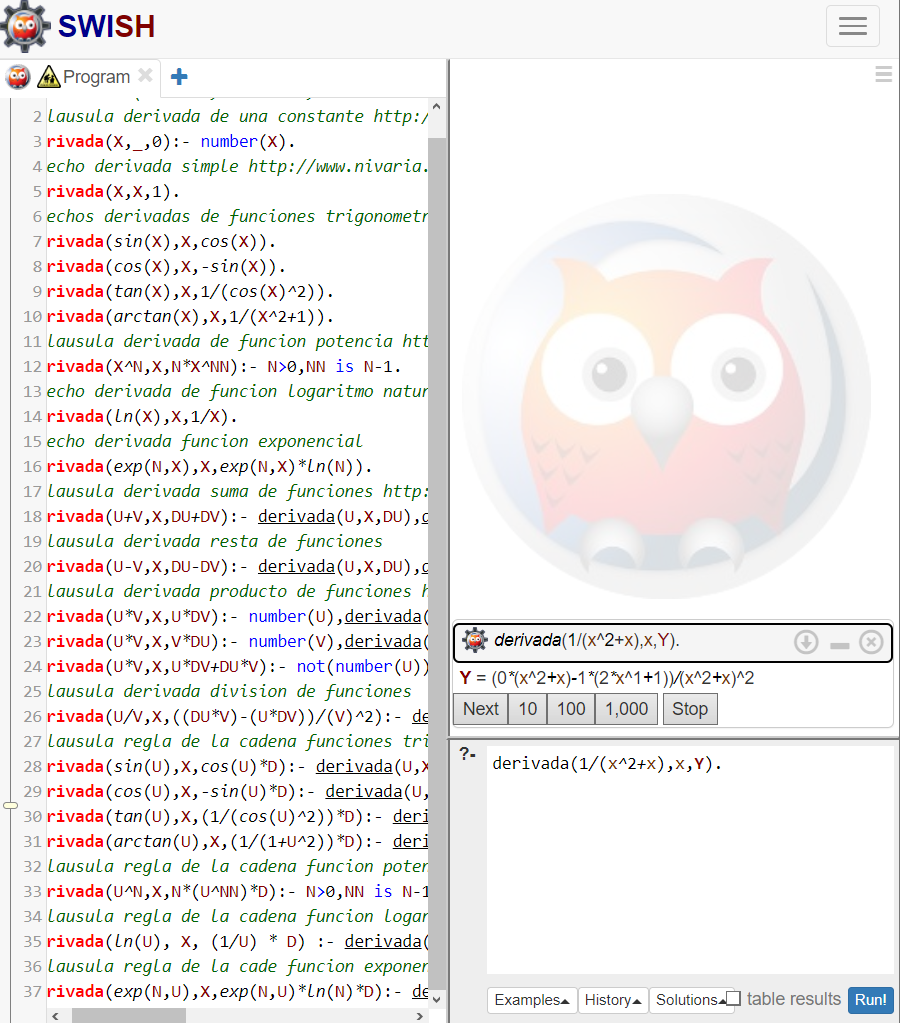 SWISH
Program
2 lausula derivada de una constante http:/
3 rivada(X,_,0):- number(X).
4 echo derivada simple http://www.nivaria.
5 rivada(X,X,1).
6 echos derivadas de funciones trigonometr
7 rivada(sin(X),X,cos(X)).
8 rivada(cos(X),X,-sin(X)).
9 rivada(tan(X),X,1/(cos(X)^2)).
10 rivada(arctan(X),X,1/(X^2+1)).
11 lausula derivada de funcion potencia htt
12 rivada(X^N,X,N*X^NN):- N>0,NN is N-1.
13 echo derivada de funcion logaritmo natur
14 rivada(ln(X),X,1/X).
15 echo derivada funcion exponencial
16 rivada(exp(N,X),X,exp(N,X)*ln(N)).
17 lausula derivada suma de funciones http:
18 rivada(U+V,X,DU+DV):- derivada(U,X,DU),d
19 lausula derivada resta de funciones
20 rivada(U-V,X,DU-DV):- derivada(U,X,DU),d
21 lausula derivada producto de funciones h
22 rivada(U*V,X,U*DV):- number(U),derivada(
23 rivada(U*V,X,V*DU):- number(V),derivada(
24 rivada(U*V,X,U*DV+DU*V):- not(number(U))
25 lausula derivada division de funciones
26 rivada(U/V,X,((DU*V)-(U*DV))/(V)^2):- de
27 lausula regla de la cadena funciones tri
28 rivada(sin(U),X,cos(U)*D):- derivada(U,X
29 rivada(cos(U),X,-sin(U)*D):- derivada(U,
30 rivada(tan(U),X,(1/(cos(U)^2))*D):- deri
31 rivada(arctan(U),X,(1/(1+U^2))*D):- deri
32 lausula regla de la cadena funcion poten
33 rivada(U^N,X,N*(U^NN)*D):- N>0,NN is N-1
34 lausula regla de la cadena funcion logar
35 rivada(ln(U), X, (1/U) * D) :- derivada(
36 lausula regla de la cade funcion exponen
37 rivada(exp(N,U),X,exp(N,U)*ln(N)*D):- de
derivada(1/(x^2+x),x,Y).
Y = (0*(x^2+x)-1*(2*x^1+1))/(x^2+x)^2
Next 10 100 1,000 Stop
?- derivada(1/(x^2+x),x,Y).
Examples History Solutions table results Run!